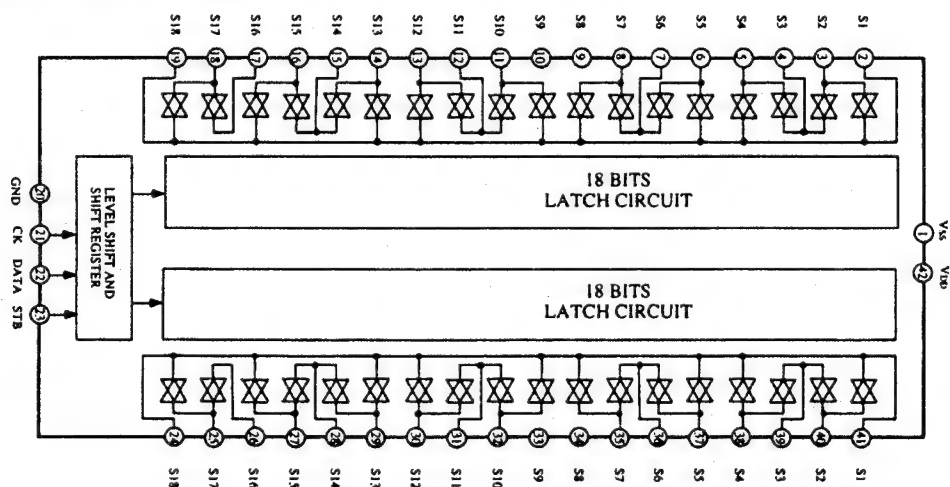 S18 S17 S16 S15 S14 S13 S12 S11 S10 S9 S8 S7 S6 S5 S4 S3 S2 S1
19 18 17 16 15 14 13 12 11 10 9 8 7 6 5 4 3 2
18 BITS
LATCH CIRCUIT
GND 20
CK 21
DATA 22
STB 23
LEVEL SHIFT AND
SHIFT REGISTER
1 VSS
42 VDD
18 BITS
LATCH CIRCUIT
24 25 26 27 28 29 30 31 32 33 34 35 36 37 38 39 40 41
S18 S17 S16 S15 S14 S13 S12 S11 S10 S9 S8 S7 S6 S5 S4 S3 S2 S1